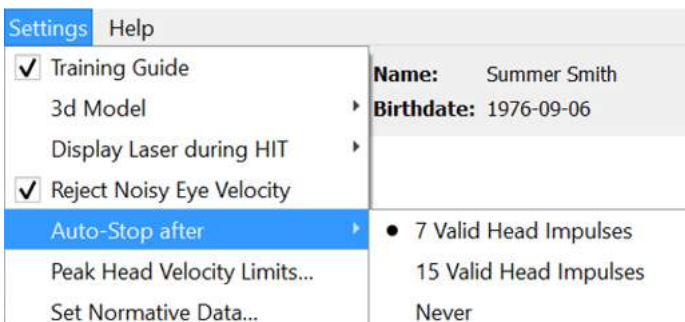 Settings Help
Training Guide
Name: Summer Smith
3d Model
Birthdate: 1976-09-06
Display Laser during HIT
Reject Noisy Eye Velocity
Auto-Stop after
7 Valid Head Impulses
Peak Head Velocity Limits...
15 Valid Head Impulses
Set Normative Data...
Never